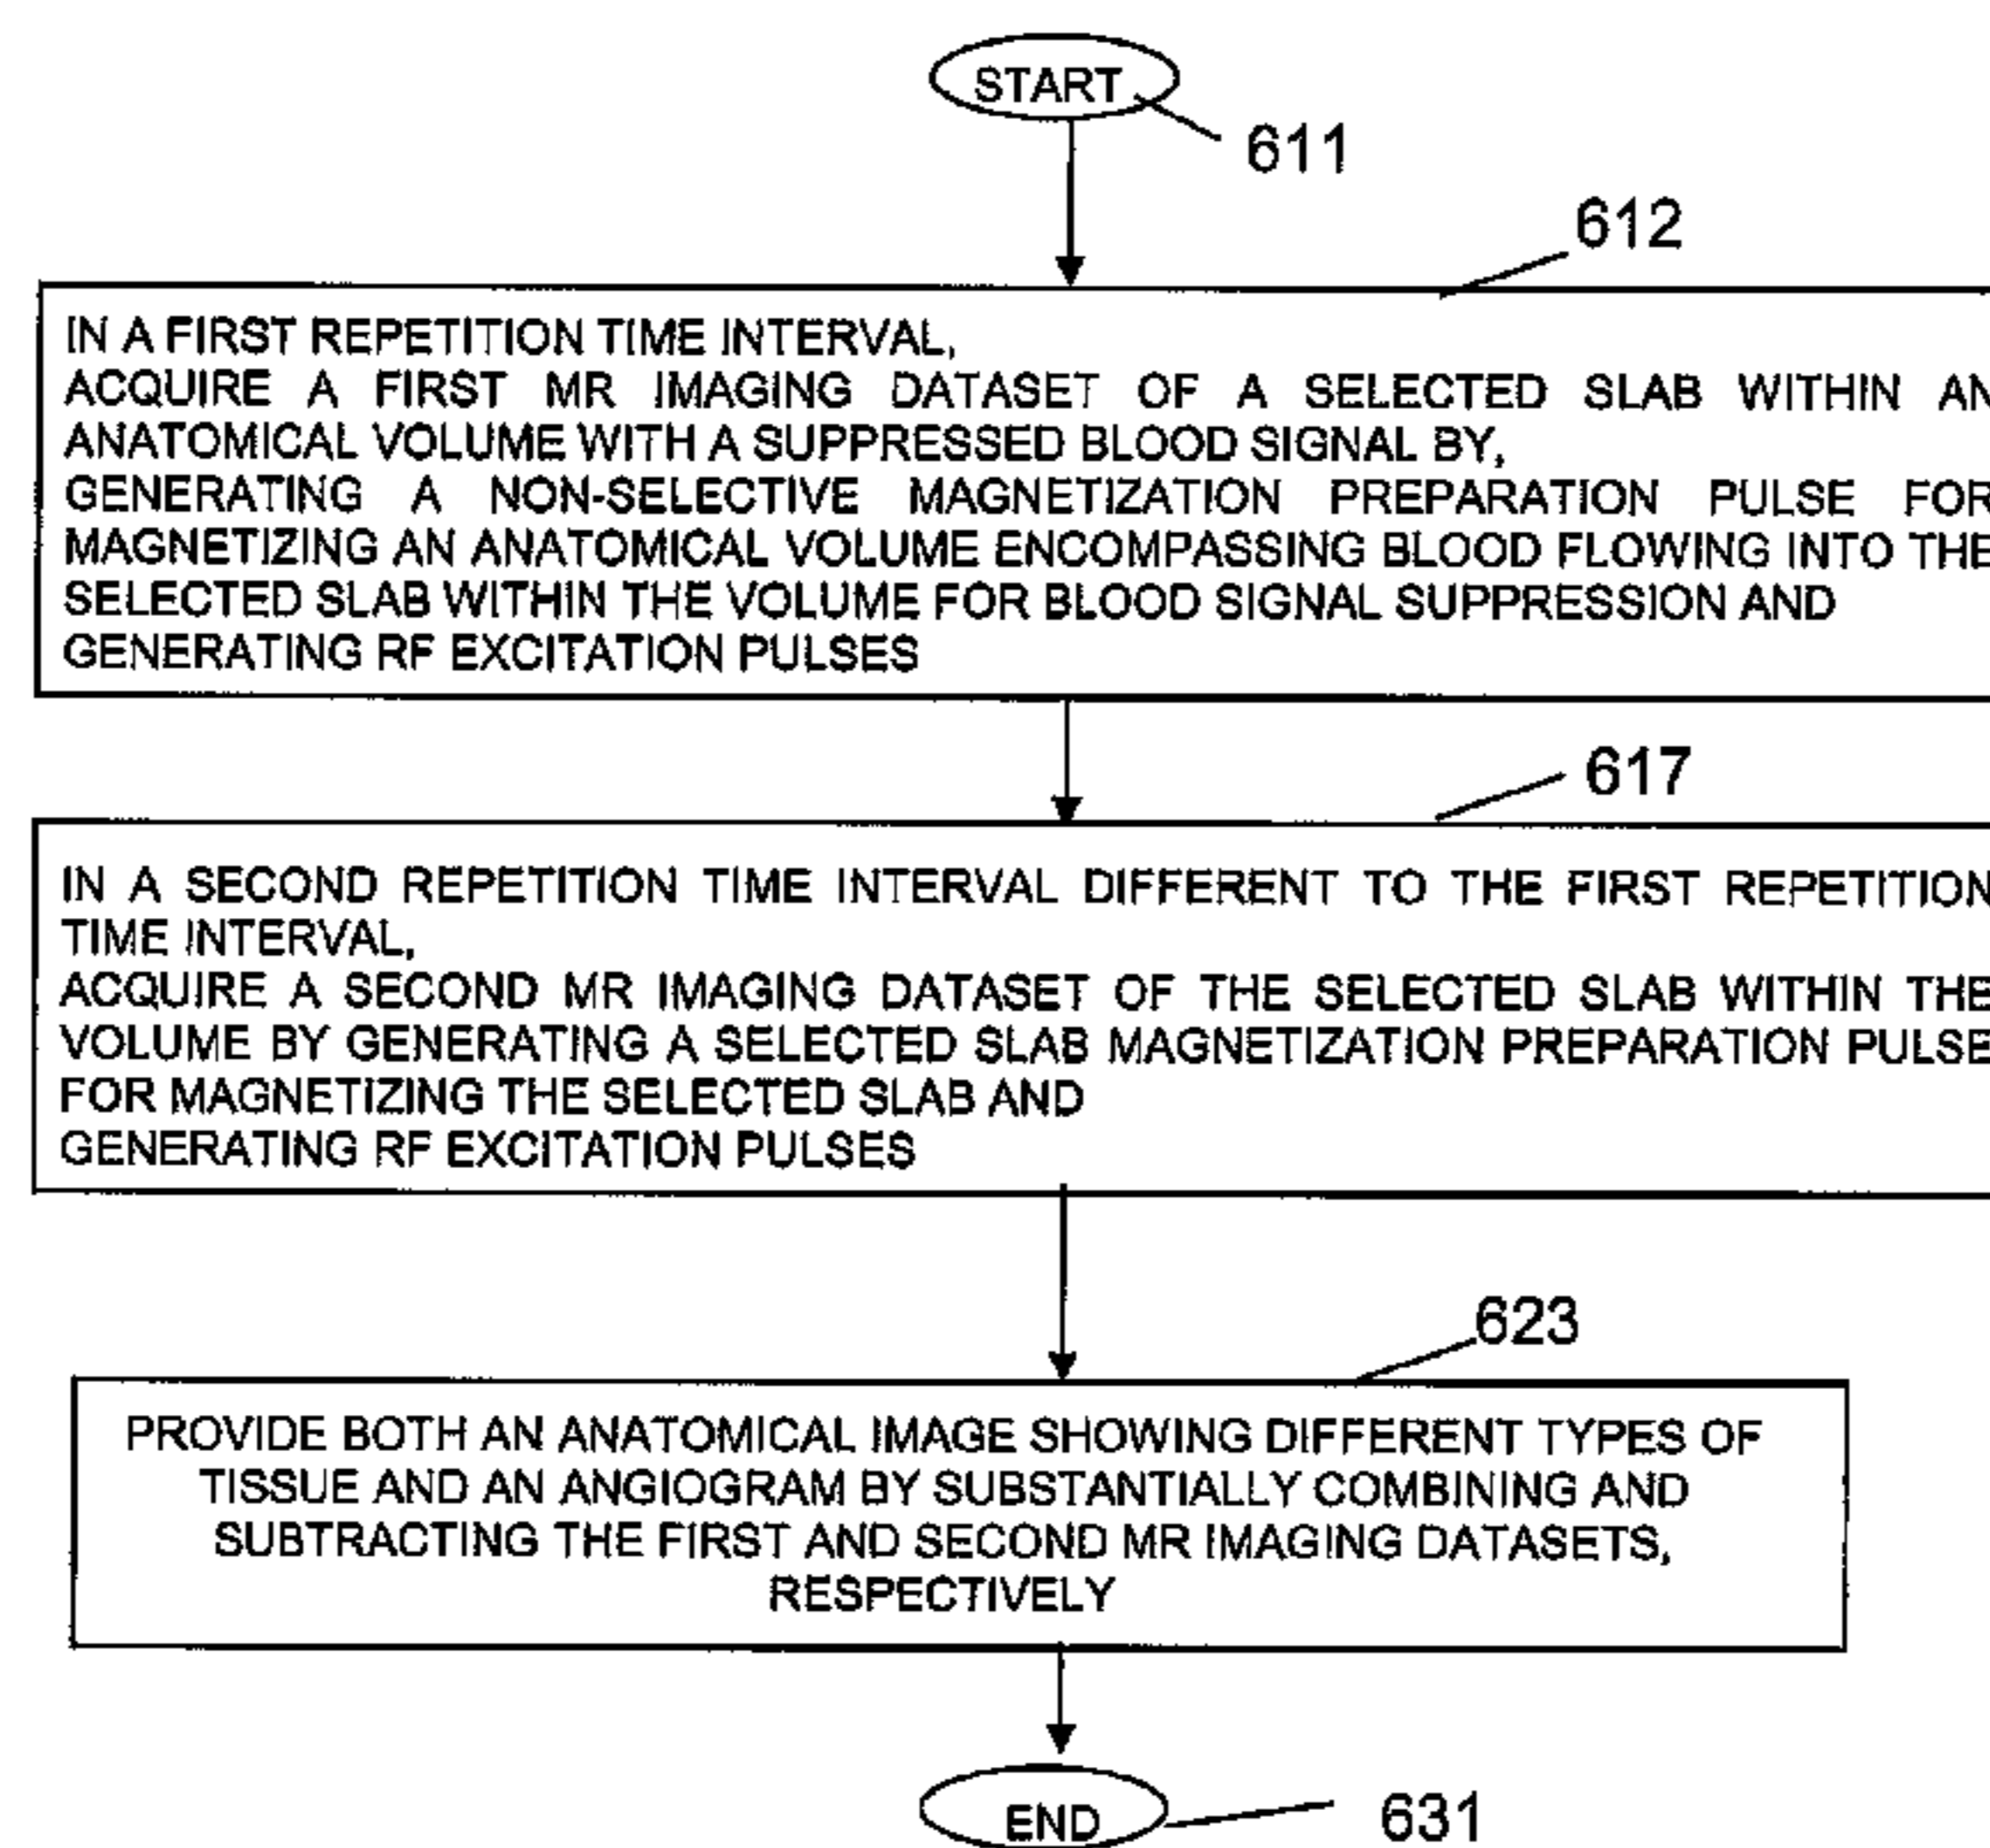 START
611
612
IN A FIRST REPETITION TIME INTERVAL,
ACQUIRE A FIRST MR IMAGING DATASET OF A SELECTED SLAB WITHIN AN
ANATOMICAL VOLUME WITH A SUPPRESSED BLOOD SIGNAL BY,
GENERATING A NON-SELECTIVE MAGNETIZATION PREPARATION PULSE FOR
MAGNETIZING AN ANATOMICAL VOLUME ENCOMPASSING BLOOD FLOWING INTO THE
SELECTED SLAB WITHIN THE VOLUME FOR BLOOD SIGNAL SUPPRESSION AND
GENERATING RF EXCITATION PULSES
617
IN A SECOND REPETITION TIME INTERVAL DIFFERENT TO THE FIRST REPETITION
TIME INTERVAL,
ACQUIRE A SECOND MR IMAGING DATASET OF THE SELECTED SLAB WITHIN THE
VOLUME BY GENERATING A SELECTED SLAB MAGNETIZATION PREPARATION PULSE
FOR MAGNETIZING THE SELECTED SLAB AND
GENERATING RF EXCITATION PULSES
623
PROVIDE BOTH AN ANATOMICAL IMAGE SHOWING DIFFERENT TYPES OF
TISSUE AND AN ANGIOGRAM BY SUBSTANTIALLY COMBINING AND
SUBTRACTING THE FIRST AND SECOND MR IMAGING DATASETS,
RESPECTIVELY
END
631